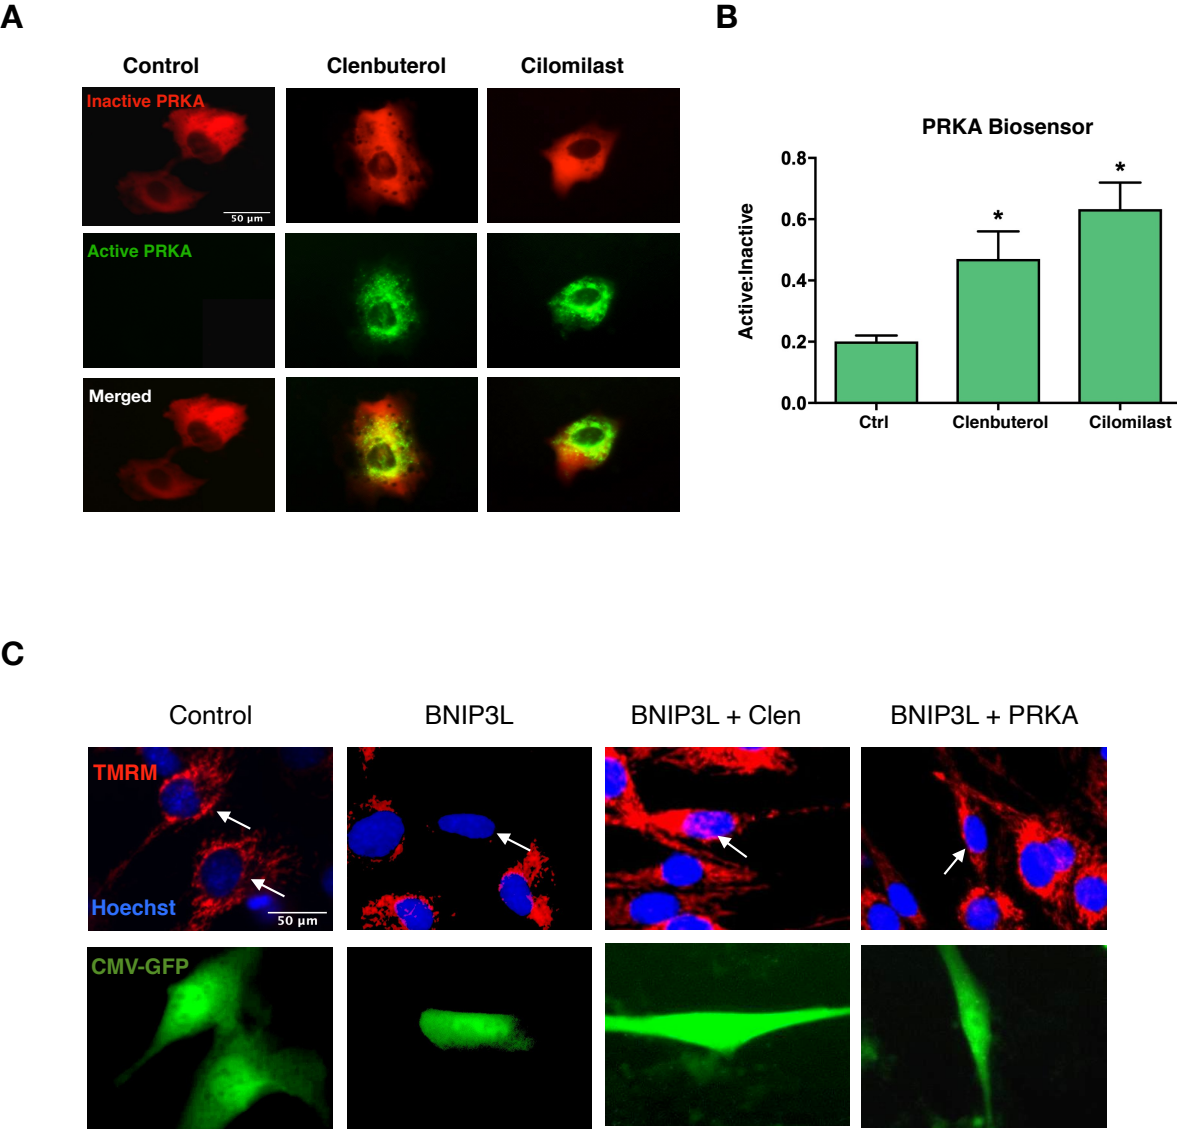 A
Control Clenbuterol Cilomilast
Inactive PRKA
50 µm
Active PRKA
Merged
B
PRKA Biosensor
Active:Inactive
0.8
0.6
0.4
0.2
0.0
*
*
Ctrl Clenbuterol Cilomilast
C
Control BNIP3L BNIP3L + Clen BNIP3L + PRKA
TMRM
Hoechst
50 µm
CMV-GFP